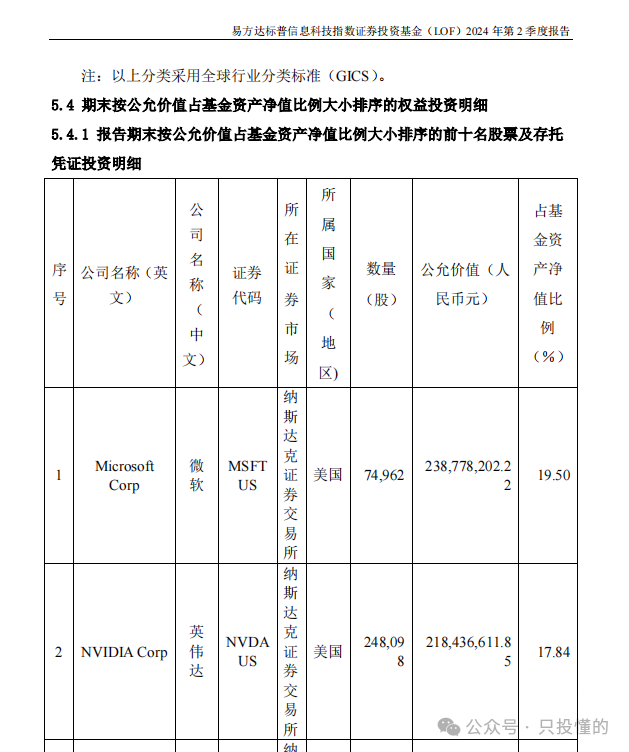 易方达标普信息科技指数证券投资基金（LOF）2024 年第 2 季度报告
注：以上分类采用全球行业分类标准（GICS）。
5.4 期末按公允价值占基金资产净值比例大小排序的权益投资明细
5.4.1 报告期末按公允价值占基金资产净值比例大小排序的前十名股票及存托
凭证投资明细
序
号
公司名称（英
文）
公
司
名
称
（
中
文）
证券
代码
所
在
证
券
市
场
所
属
国
家
（
地
区)
数量
（股）
公允价值（人
民币元）
占基
金资
产净
值比
例
（%）
1
Microsoft
Corp
微
软
MSFT
US
纳
斯
达
克
证
券
交
易
所
美国
74,962
238,778,202.2
2
19.50
2
NVIDIA Corp
英
伟
达
NVDA
US
纳
斯
达
克
证
券
交
易
所
美国
248,09
8
218,436,611.8
5
17.84
纳
公众号 · 只投懂的